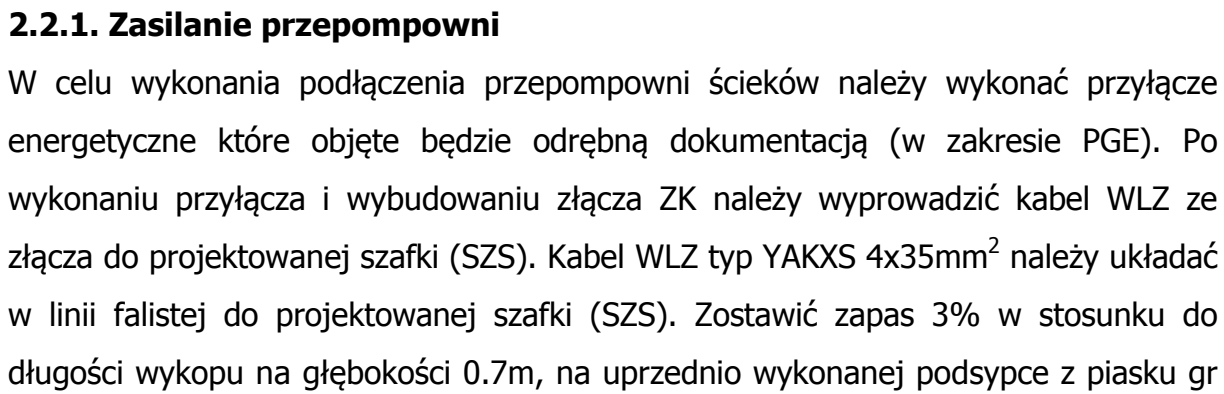 2.2.1. Zasilanie przepompowni
W celu wykonania podłączenia przepompowni ścieków należy wykonać przyłącze
energetyczne które objęte będzie odrębną dokumentacją (w zakresie PGE). Po
wykonaniu przyłącza i wybudowaniu złącza ZK należy wyprowadzić kabel WLZ ze
złącza do projektowanej szafki (SZS). Kabel WLZ typ YAKXS 4x35mm² należy układać
w linii falistej do projektowanej szafki (SZS). Zostawić zapas 3% w stosunku do
długości wykopu na głębokości 0.7m, na uprzednio wykonanej podsypce z piasku gr